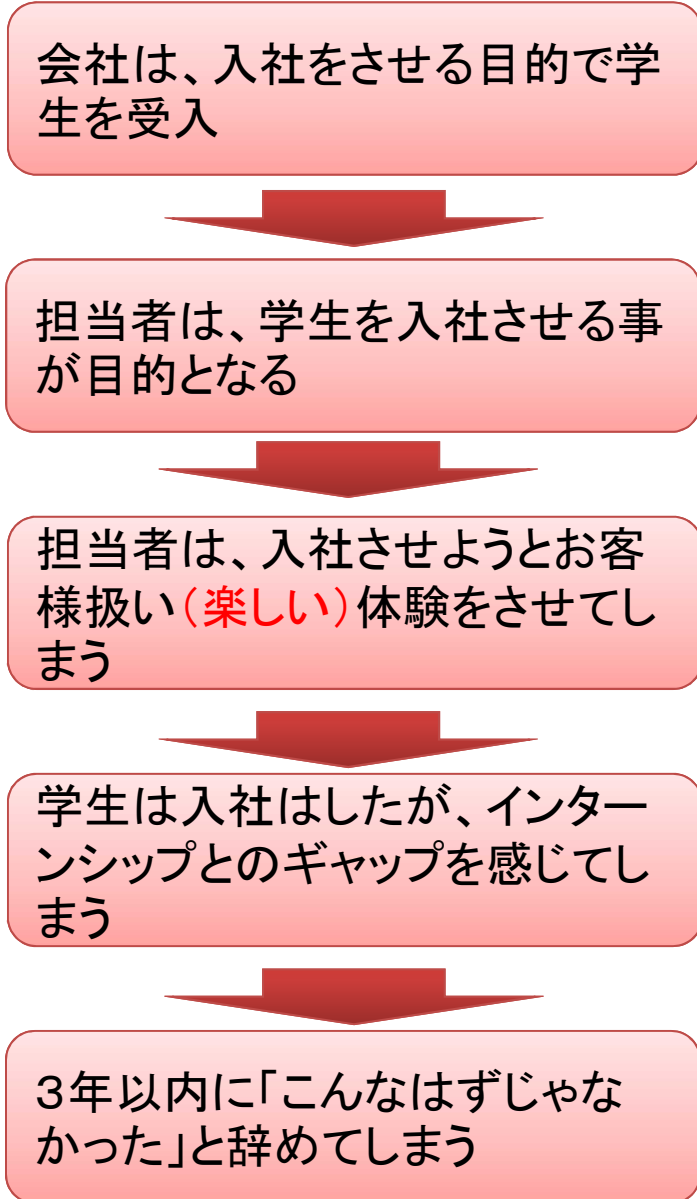 会社は、入社をさせる目的で学
生を受入
担当者は、学生を入社させる事
が目的となる
担当者は、入社させようとお客
様扱い（楽しい）体験をさせてし
まう
学生は入社はしたが、インター
ンシップとのギャップを感じてし
まう
３年以内に「こんなはずじゃな
かった」と辞めてしまう